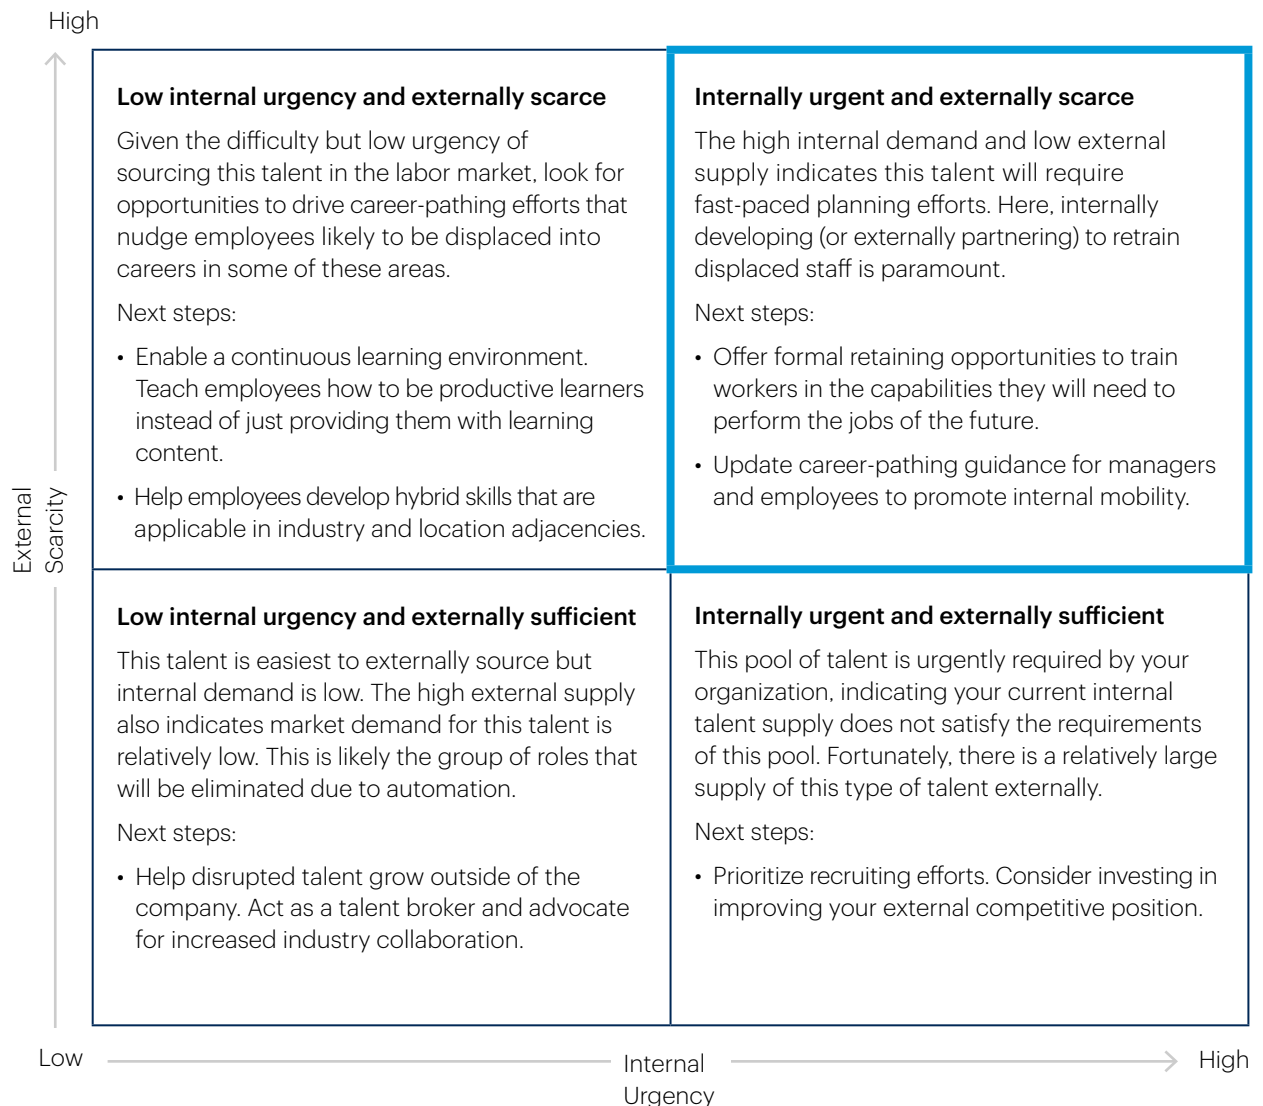 High
Low internal urgency and externally scarce
Given the difficulty but low urgency of
sourcing this talent in the labor market, look for
opportunities to drive career-pathing efforts that
nudge employees likely to be displaced into
careers in some of these areas.
Next steps:
• Enable a continuous learning environment.
Teach employees how to be productive learners
instead of just providing them with learning
content.
• Help employees develop hybrid skills that are
applicable in industry and location adjacencies.
Internally urgent and externally scarce
The high internal demand and low external
supply indicates this talent will require
fast-paced planning efforts. Here, internally
developing (or externally partnering) to retrain
displaced staff is paramount.
Next steps:
• Offer formal retaining opportunities to train
workers in the capabilities they will need to
perform the jobs of the future.
• Update career-pathing guidance for managers
and employees to promote internal mobility.
External
Scarcity
Low internal urgency and externally sufficient
This talent is easiest to externally source but
internal demand is low. The high external supply
also indicates market demand for this talent is
relatively low. This is likely the group of roles that
will be eliminated due to automation.
Next steps:
• Help disrupted talent grow outside of the
company. Act as a talent broker and advocate
for increased industry collaboration.
Internally urgent and externally sufficient
This pool of talent is urgently required by your
organization, indicating your current internal
talent supply does not satisfy the requirements
of this pool. Fortunately, there is a relatively large
supply of this type of talent externally.
Next steps:
• Prioritize recruiting efforts. Consider investing in
improving your external competitive position.
Low
Internal
Urgency
High